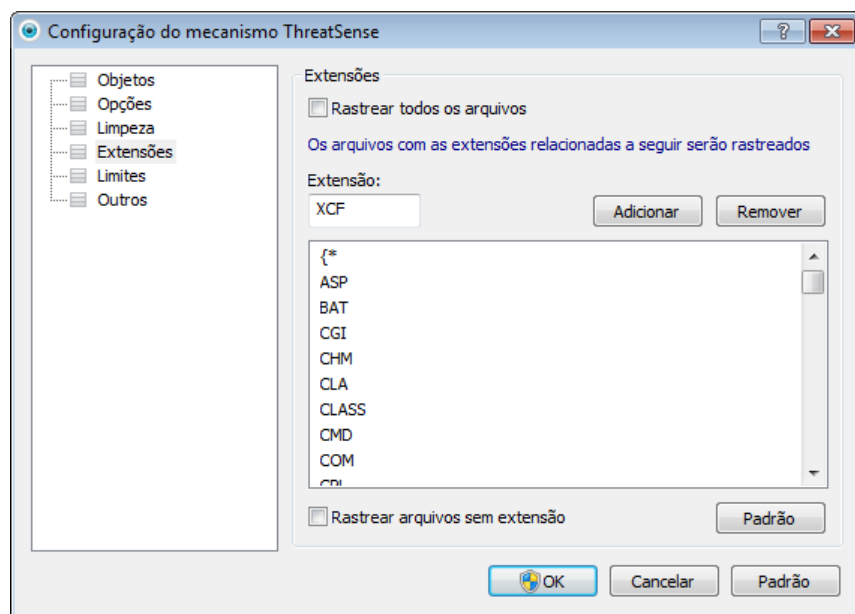 Configuração do mecanismo ThreatSense
Objetos
Opções
Limpeza
Extensões
Limites
Outros
Extensões
Rastrear todos os arquivos
Os arquivos com as extensões relacionadas a seguir serão rastreados
Extensão:
XCF
Adicionar
Remover
{*
ASP
BAT
CGI
CHM
CLA
CLASS
CMD
COM
CPL
Rastrear arquivos sem extensão
Padrão
OK
Cancelar
Padrão